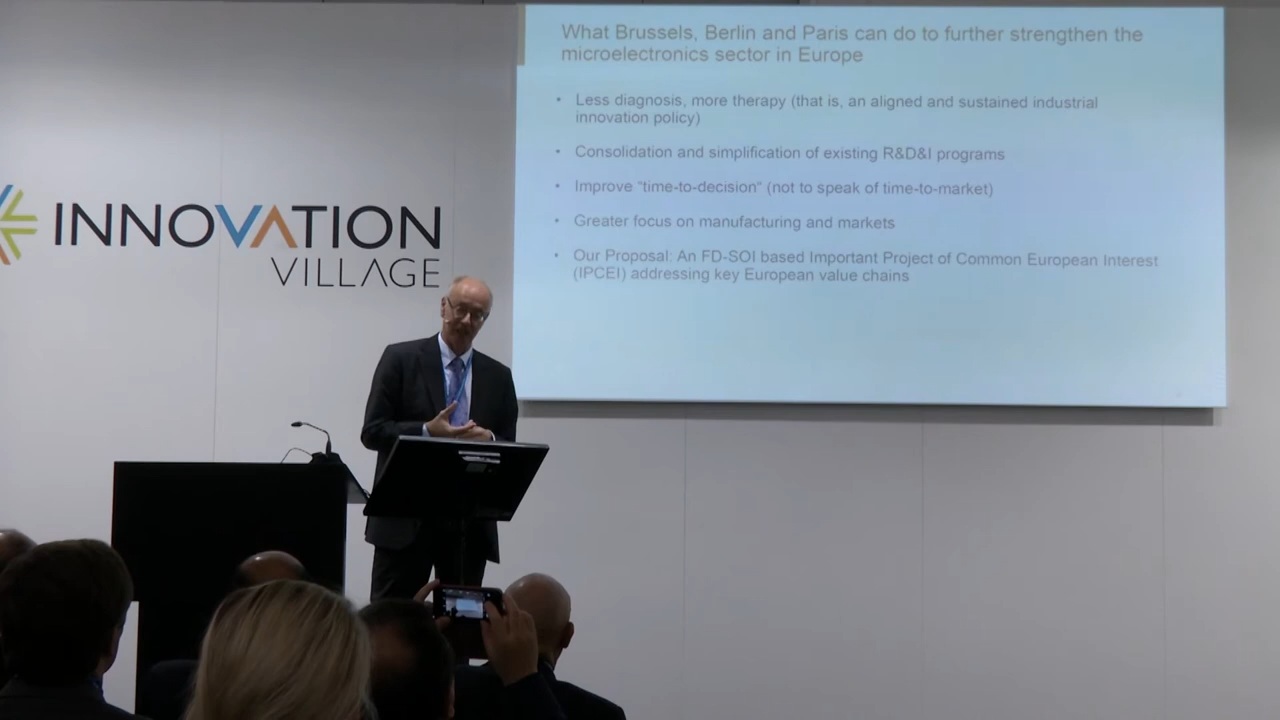 What Brussels, Berlin and Paris can do to further strengthen the
microelectronics sector in Europe
• Less diagnosis, more therapy (that is, an aligned and sustained industrial
innovation policy)
• Consolidation and simplification of existing R&D&I programs
• Improve "time-to-decision" (not to speak of time-to-market)
• Greater focus on manufacturing and markets
• Our Proposal: An FD-SOI based Important Project of Common European Interest
(IPCEI) addressing key European value chains
INNOVATION
VILLAGE